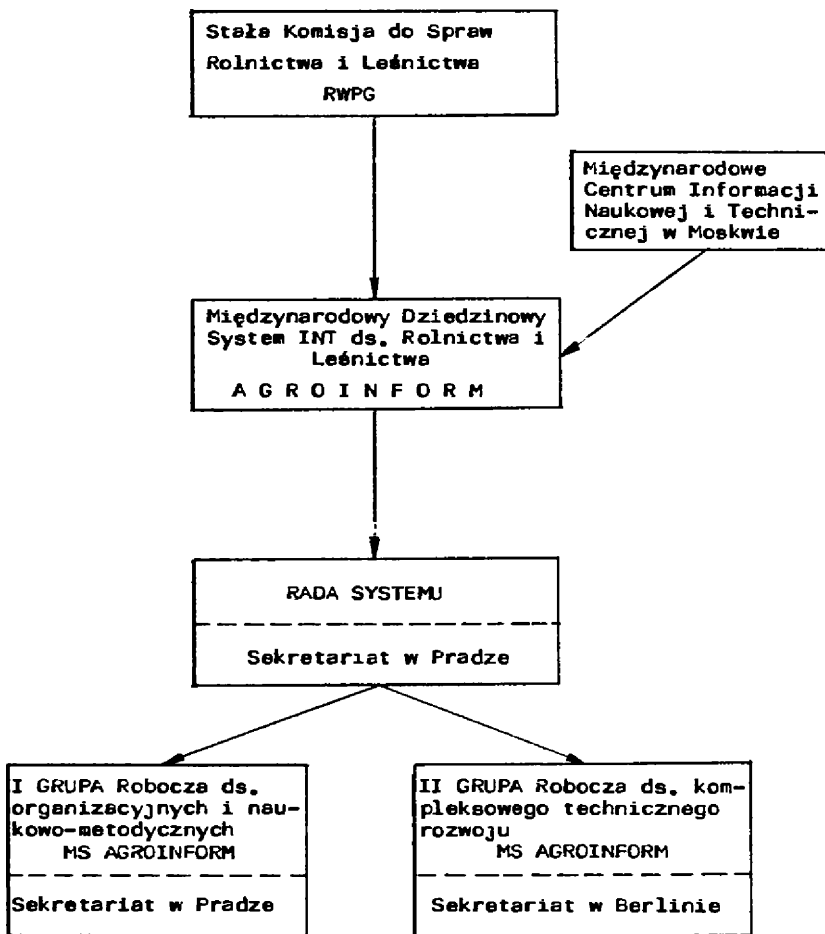 Stała Komisja do Spraw
Rolnictwa i Leśnictwa
RWPG
Międzynarodowe
Centrum Informacji
Naukowej i Techni-
cznej w Moskwie
Międzynarodowy Dziedzinowy
System INT ds. Rolnictwa i
Leśnictwa
A G R O I N F O R M
RADA SYSTEMU
Sekretariat w Pradze
I GRUPA Robocza ds.
organizacyjnych i nau-
kowo-metodycznych
MS AGROINFORM
Sekretariat w Pradze
II GRUPA Robocza ds. kom-
pleksowego technicznego
rozwoju
MS AGROINFORM
Sekretariat w Berlinie